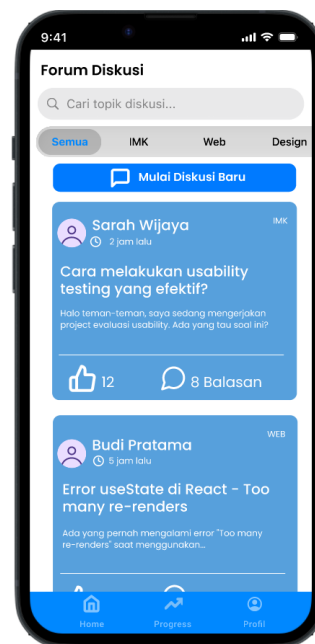 9:41
Forum Diskusi
Cari topik diskusi...
Semua IMK Web Design
Mulai Diskusi Baru
Sarah Wijaya IMK
2 jam lalu
Cara melakukan usability
testing yang efektif?
Halo teman-teman, saya sedang mengerjakan
project evaluasi usability. Ada yang tau soal ini?
12 8 Balasan
WEB
Budi Pratama
5 jam lalu
Error useState di React - Too
many re-renders
Ada yang pernah mengalami error "Too many
re-renders" saat menggunakan...
Home Progress Profil